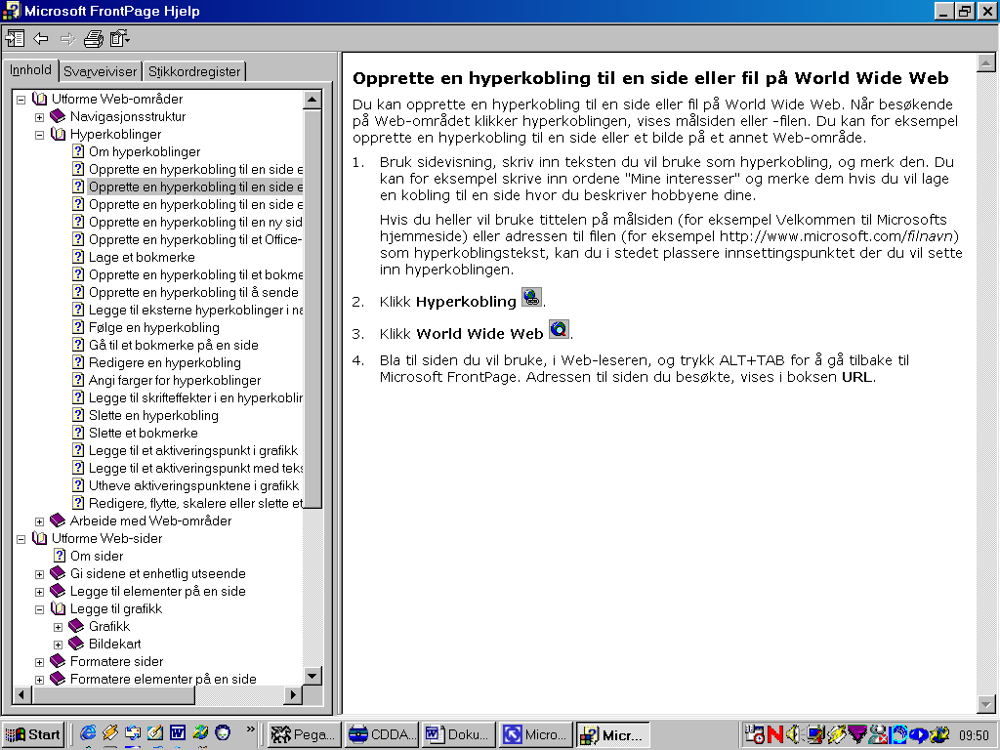 Microsoft FrontPage Hjelp
Innhold
Svarveiviser
Stikkordregister
Utforme Web-områder
Navigasjonsstruktur
Hyperkoblinger
Om hyperkoblinger
Opprette en hyperkobling til en side e
Opprette en hyperkobling til en side e
Opprette en hyperkobling til en side e
Opprette en hyperkobling til en ny sid
Opprette en hyperkobling til et Office-
Lage et bokmerke
Opprette en hyperkobling til et bokme
Opprette en hyperkobling til å sende
Legge til eksterne hyperkoblinger i na
Følge en hyperkobling
Gå til et bokmerke på en side
Redigere en hyperkobling
Angi farger for hyperkoblinger
Legge til skrifteffekter i en hyperkoblin
Slette en hyperkobling
Slette et bokmerke
Legge til et aktiveringspunkt i grafikk
Legge til et aktiveringspunkt med teks
Utheve aktiveringspunktene i grafikk
Redigere, flytte, skalere eller slette et
Arbeide med Web-områder
Utforme Web-sider
Om sider
Gi sidene et enhetlig utseende
Legge til elementer på en side
Legge til grafikk
Grafikk
Bildekart
Formatere sider
Formatere elementer på en side
Opprette en hyperkobling til en side eller fil på World Wide Web
Du kan opprette en hyperkobling til en side eller fil på World Wide Web. Når besøkende
på Web-området klikker hyperkoblingen, vises målsiden eller -filen. Du kan for eksempel
opprette en hyperkobling til en side eller et bilde på et annet Web-område.
1. Bruk sidevisning, skriv inn teksten du vil bruke som hyperkobling, og merk den. Du
kan for eksempel skrive inn ordene "Mine interesser" og merke dem hvis du vil lage
en kobling til en side hvor du beskriver hobbyene dine.
Hvis du heller vil bruke tittelen på målsiden (for eksempel Velkommen til Microsofts
hjemmeside) eller adressen til filen (for eksempel http://www.microsoft.com/filnavn)
som hyperkoblingstekst, kan du i stedet plassere innsettingspunktet der du vil sette
inn hyperkoblingen.
2. Klikk Hyperkobling .
3. Klikk World Wide Web .
4. Bla til siden du vil bruke, i Web-leseren, og trykk ALT+TAB for å gå tilbake til
Microsoft FrontPage. Adressen til siden du besøkte, vises i boksen URL.
Start
»
Pega...
CDDA...
Doku...
Micro...
Micr...
09:50